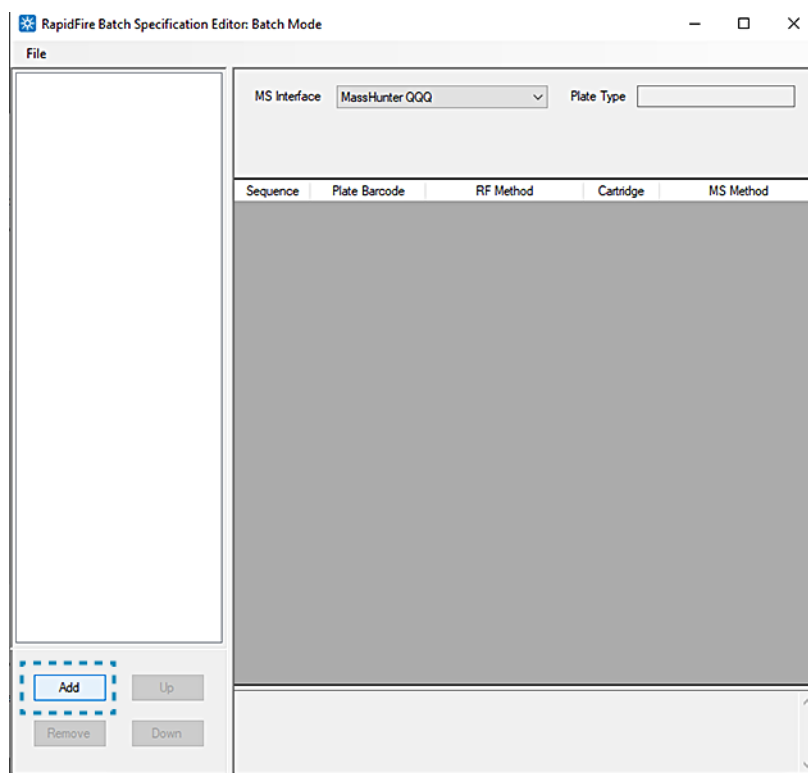 RapidFire Batch Specification Editor: Batch Mode
File
MS Interface MassHunter QQQ Plate Type
Sequence Plate Barcode RF Method Cartridge MS Method
Add Up
Remove Down